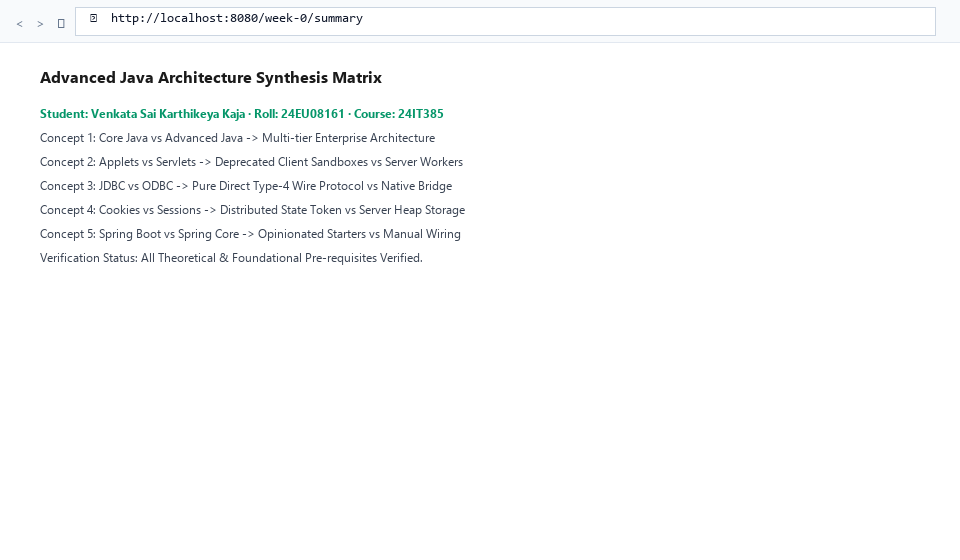 < > http://localhost:8080/week-0/summary
Advanced Java Architecture Synthesis Matrix
Student: Venkata Sai Karthikeya Kaja · Roll: 24EU08161 · Course: 24IT385
Concept 1: Core Java vs Advanced Java -> Multi-tier Enterprise Architecture
Concept 2: Applets vs Servlets -> Deprecated Client Sandboxes vs Server Workers
Concept 3: JDBC vs ODBC -> Pure Direct Type-4 Wire Protocol vs Native Bridge
Concept 4: Cookies vs Sessions -> Distributed State Token vs Server Heap Storage
Concept 5: Spring Boot vs Spring Core -> Opinionated Starters vs Manual Wiring
Verification Status: All Theoretical & Foundational Pre-requisites Verified.